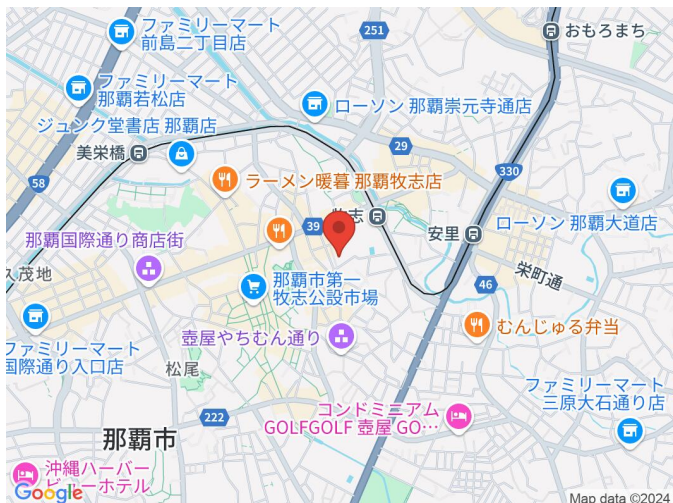 ファミリーマート
前島二丁目店
251
おもろまち
ファミリーマート
那覇若松店
ローソン 那覇崇元寺通店
ジュンク堂書店 那覇店
美栄橋
29
330
58
ラーメン暖暮 那覇牧志店
牧志
ローソン 那覇大道店
那覇国際通り商店街
39
安里
久茂地
栄町通
46
那覇市第一
牧志公設市場
むんじゅる弁当
壺屋やちむん通り
ファミリーマート
国際通り入口店
松尾
ファミリーマート
三原大石通り店
222
コンドミニアム
GOLFGOLF 壺屋 GO…
那覇市
沖縄ハーバー
ビューホテル
Google
Map data ©2024